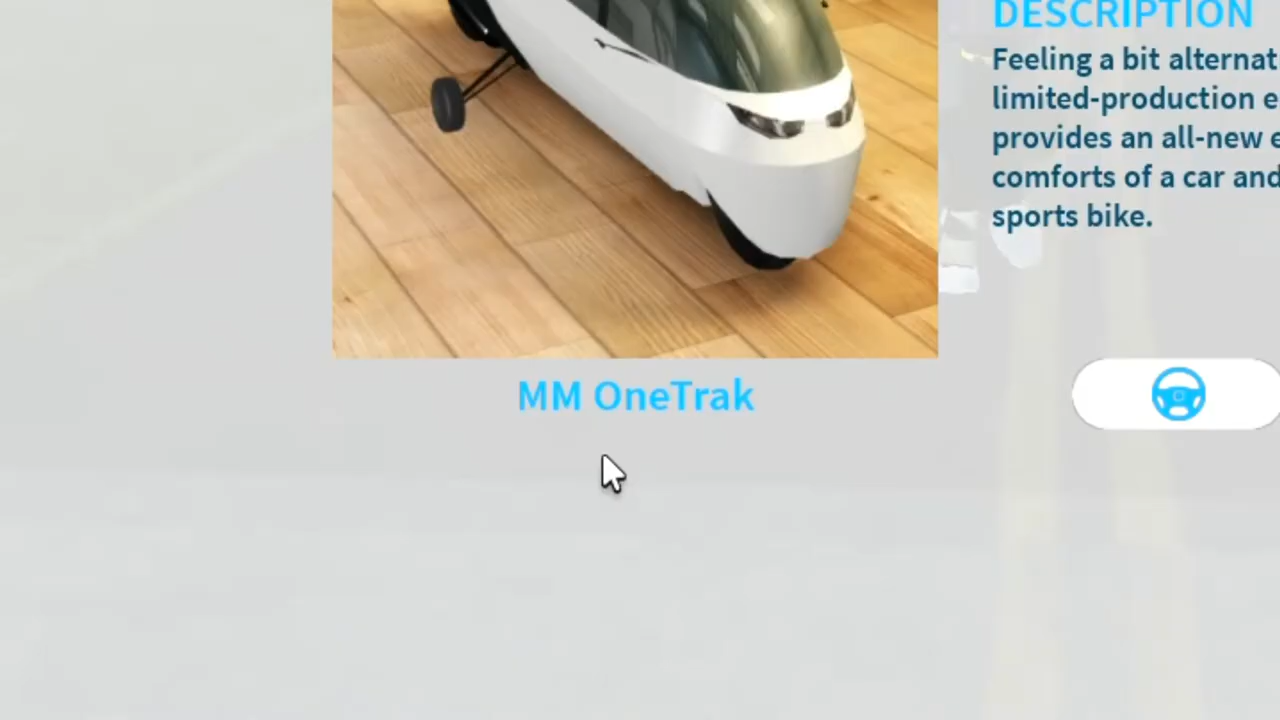 DESCRIPTION
Feeling a bit alternat
limited-production e
provides an all-new e
comforts of a car and
sports bike.
MM OneTrak